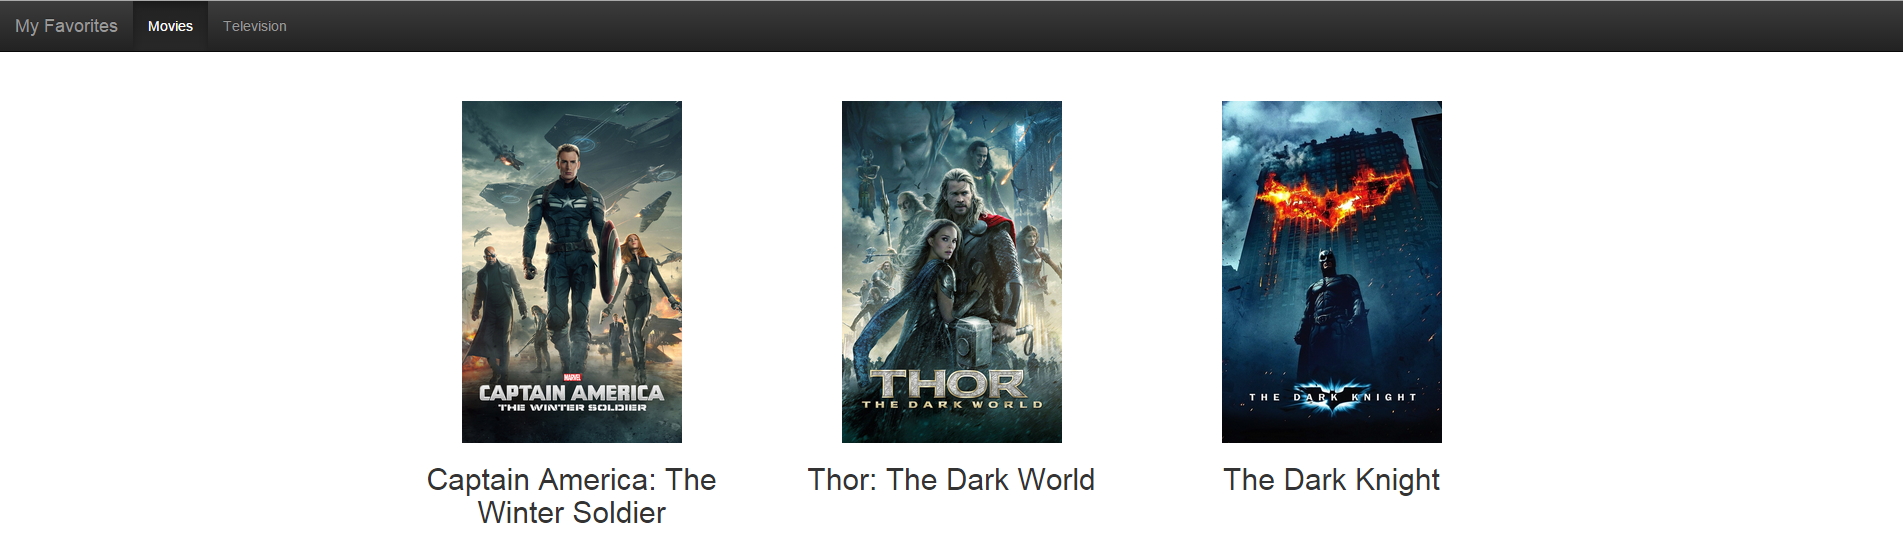 My Favorites Movies Television
MARVEL
CAPTAIN AMERICA
THE WINTER SOLDIER
THOR
THE DARK WORLD
THE DARK KNIGHT
Captain America: The
Winter Soldier
Thor: The Dark World
The Dark Knight